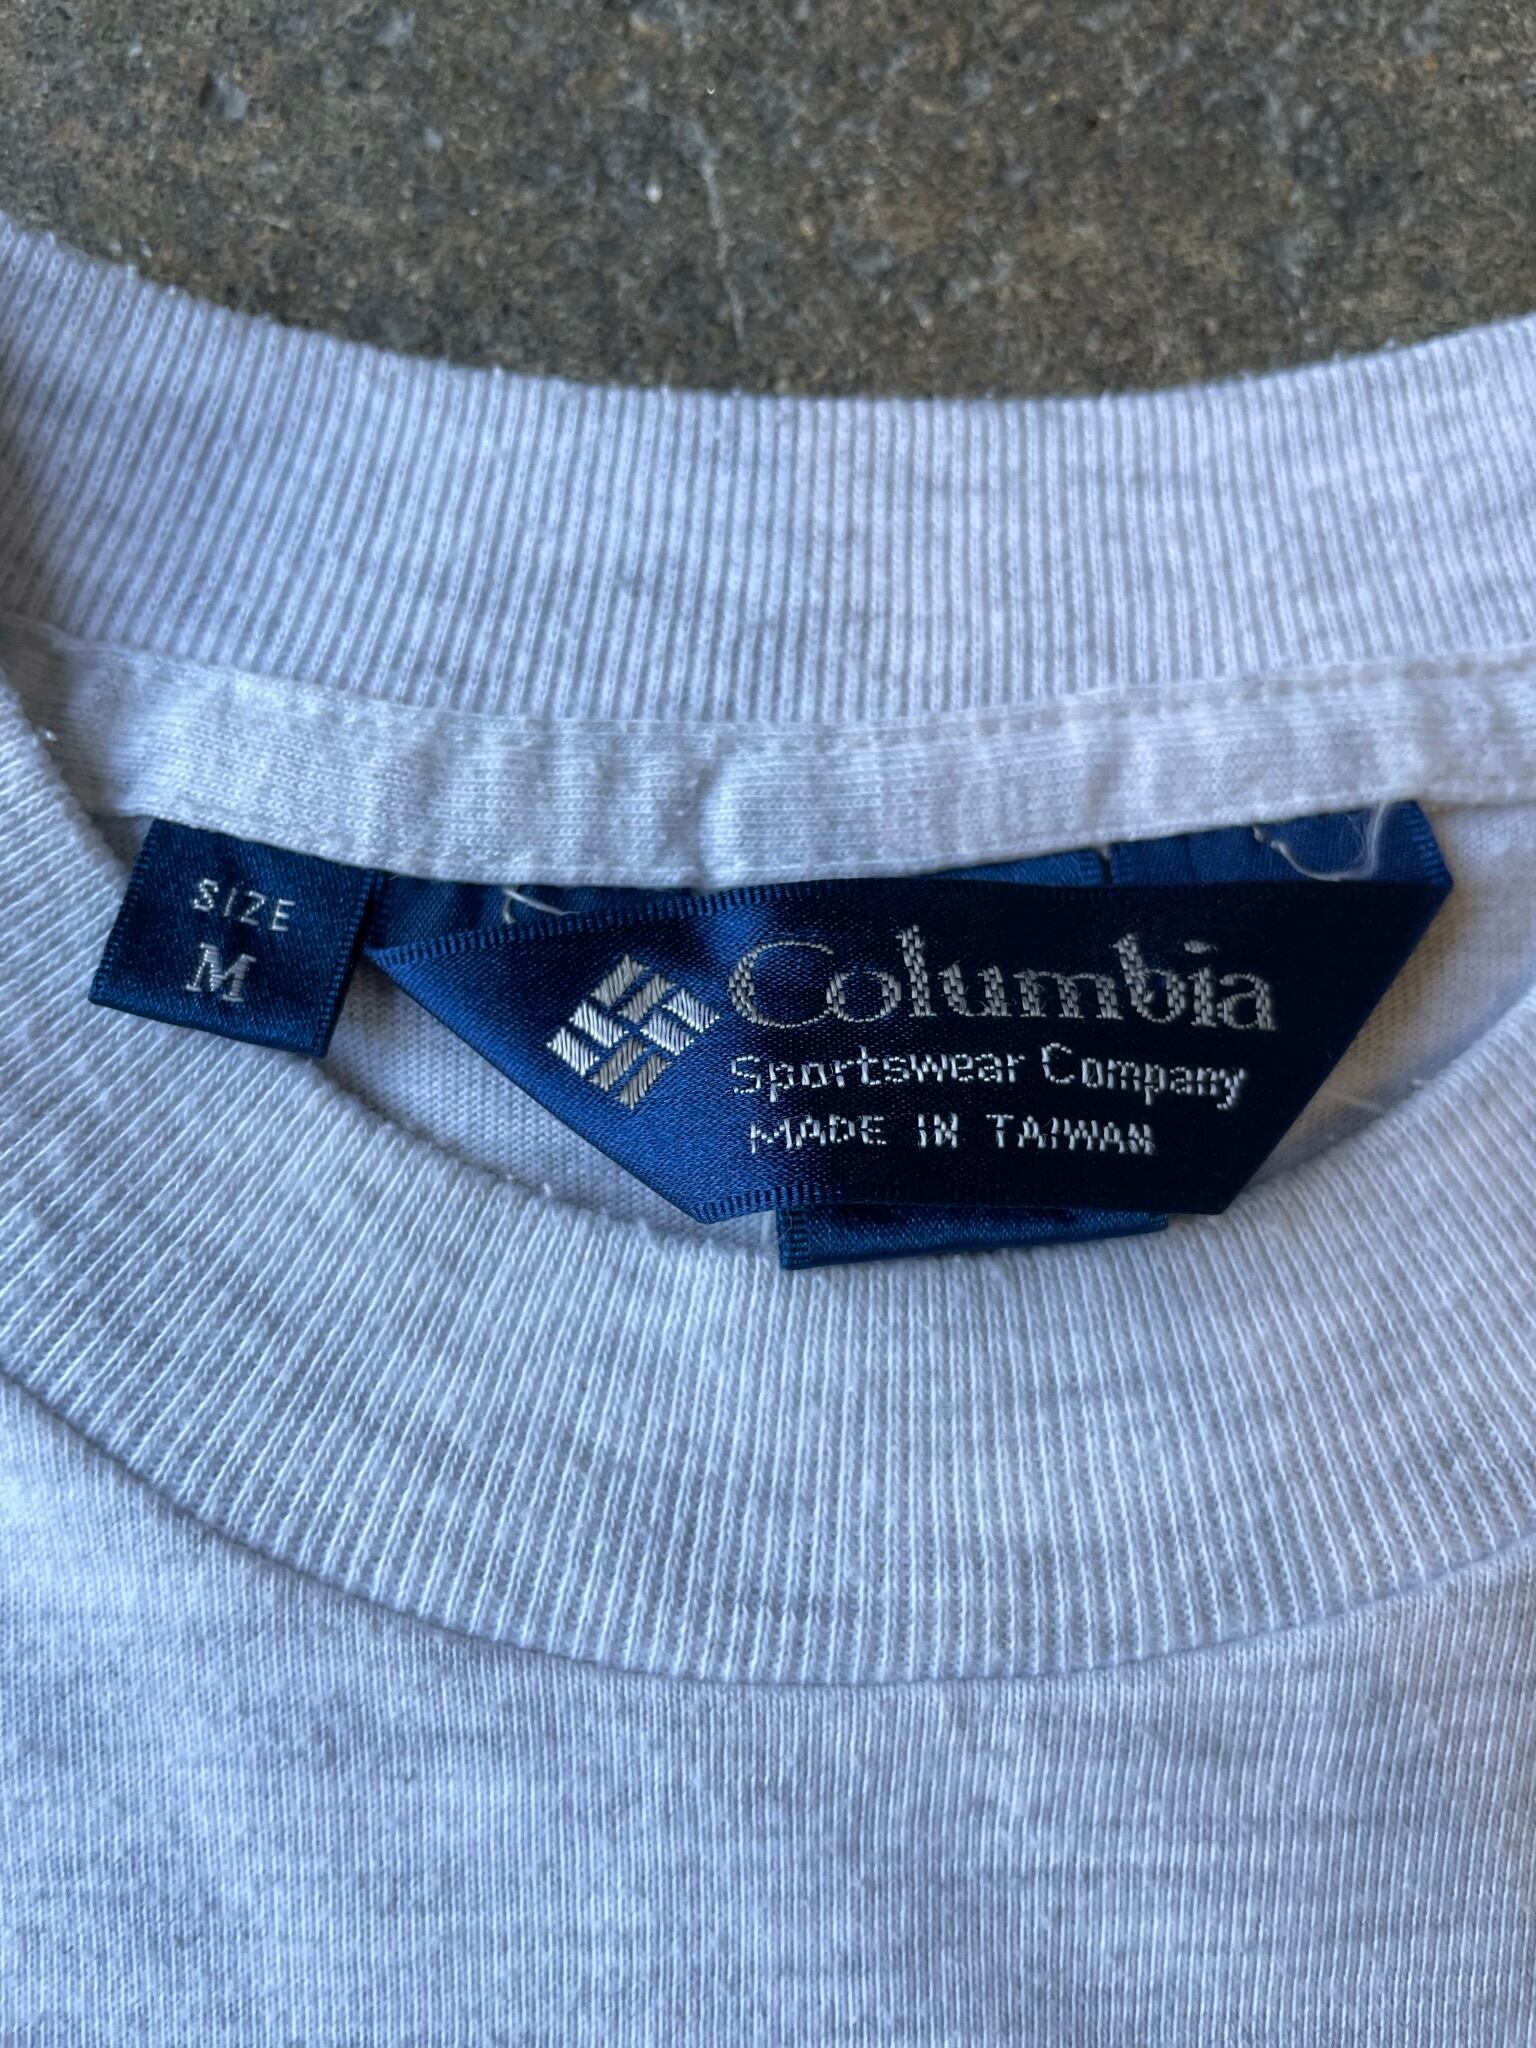 SIZE
M
Columbia
Sportswear Company
MADE IN TAIWAN